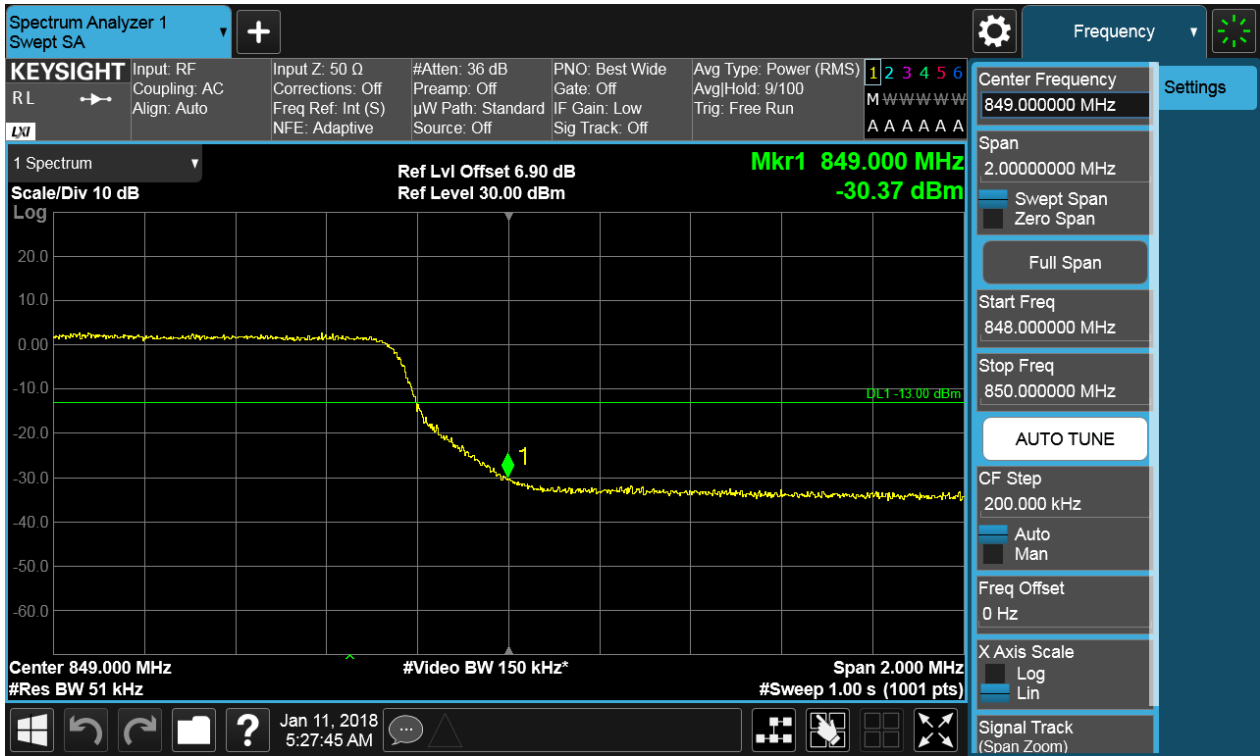 Spectrum Analyzer 1
Swept SA
Frequency
KEYSIGHT
RL
LXI
Input: RF
Coupling: AC
Align: Auto
Input Z: 50 Ω
Corrections: Off
Freq Ref: Int (S)
NFE: Adaptive
#Atten: 36 dB
Preamp: Off
µW Path: Standard
Source: Off
PNO: Best Wide
Gate: Off
IF Gain: Low
Sig Track: Off
Avg Type: Power (RMS)
Avg|Hold: 9/100
Trig: Free Run
1 2 3 4 5 6
M W W W W W
A A A A A A
1 Spectrum
Scale/Div 10 dB
Log
Ref Lvl Offset 6.90 dB
Ref Level 30.00 dBm
Mkr1 849.000 MHz
-30.37 dBm
20.0
10.0
0.00
-10.0
-20.0
-30.0
-40.0
-50.0
-60.0
DL1 -13.00 dBm
1
Center 849.000 MHz
#Video BW 150 kHz*
Span 2.000 MHz
#Res BW 51 kHz
#Sweep 1.00 s (1001 pts)
Center Frequency
849.000000 MHz
Settings
Span
2.00000000 MHz
Swept Span
Zero Span
Full Span
Start Freq
848.000000 MHz
Stop Freq
850.000000 MHz
AUTO TUNE
CF Step
200.000 kHz
Auto
Man
Freq Offset
0 Hz
X Axis Scale
Log
Lin
Signal Track
(Span Zoom)
?
Jan 11, 2018
5:27:45 AM